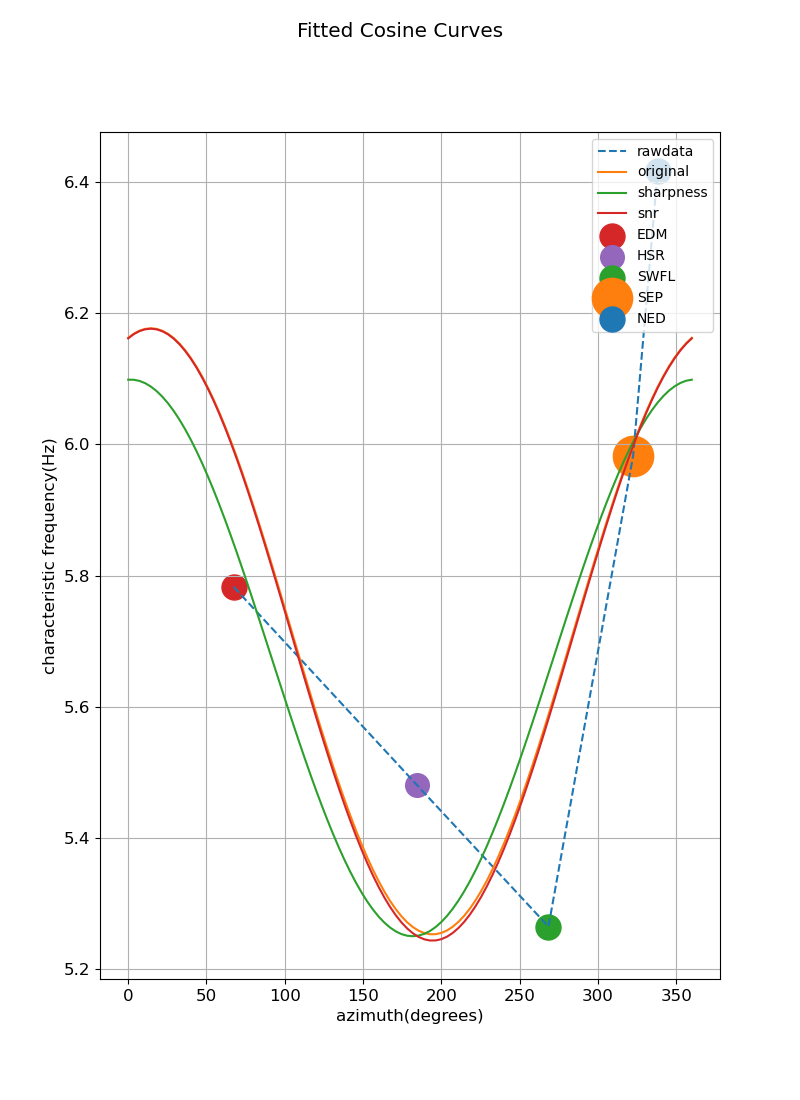 Fitted Cosine Curves
rawdata
original
sharpness
snr
EDM
HSR
SWFL
SEP
NED
6.4
6.2
6.0
5.8
5.6
5.4
5.2
characteristic frequency(Hz)
0 50 100 150 200 250 300 350
azimuth(degrees)